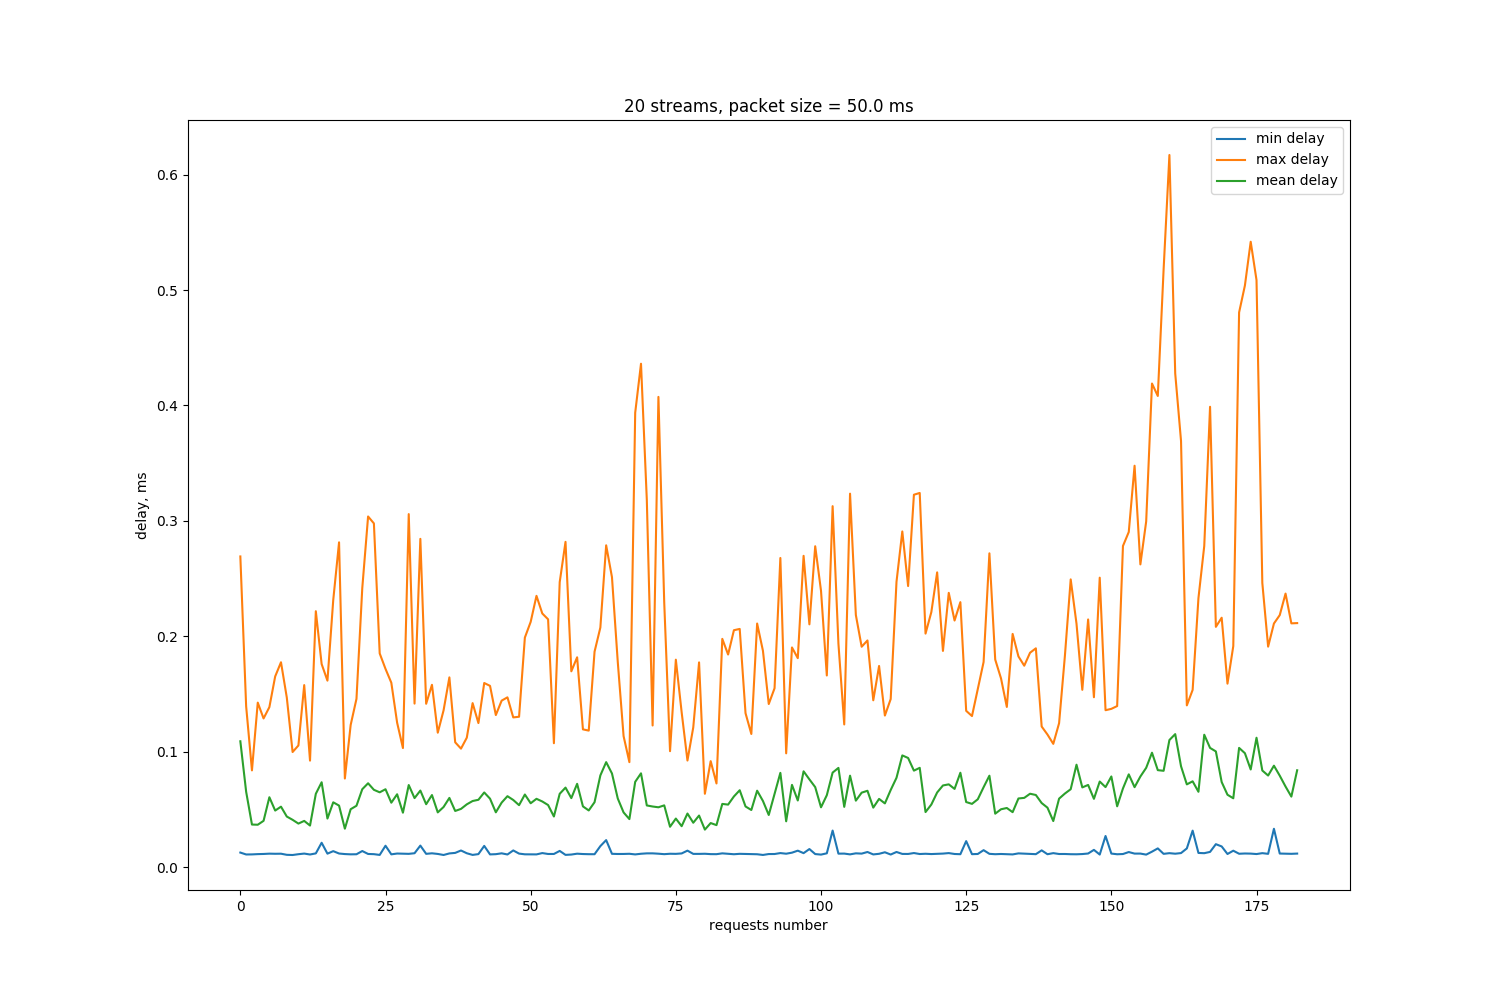 20 streams, packet size = 50.0 ms
min delay
max delay
mean delay
0.6
0.5
0.4
0.3
0.2
0.1
0.0
delay, ms
0 25 50 75 100 125 150 175
requests number